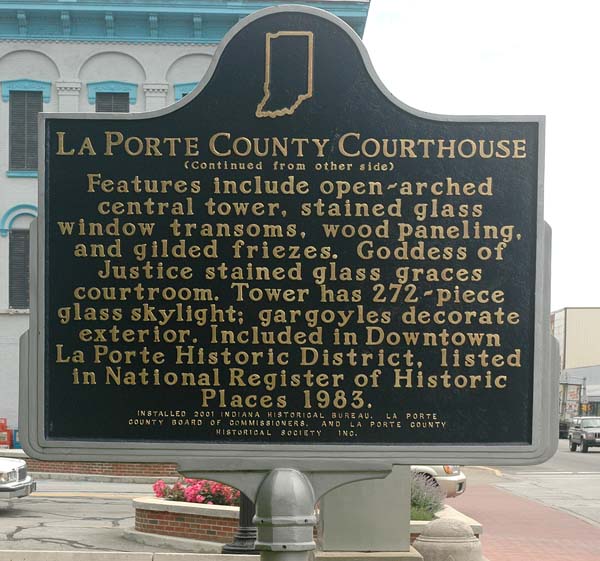 LA PORTE COUNTY COURTHOUSE
(Continued from other side)
Features include open-arched
central tower, stained glass
window transoms, wood paneling,
and gilded friezes. Goddess of
Justice stained glass graces
courtroom. Tower has 272-piece
glass skylight; gargoyles decorate
exterior. Included in Downtown
La Porte Historic District, listed
in National Register of Historic
Places 1983.
INSTALLED 2001 INDIANA HISTORICAL BUREAU, LA PORTE
COUNTY BOARD OF COMMISSIONERS, AND LA PORTE COUNTY
HISTORICAL SOCIETY INC.